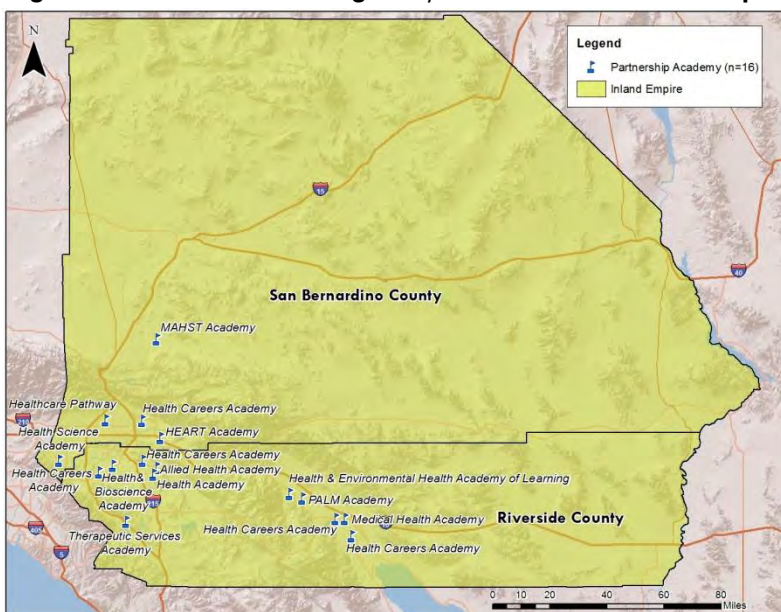 N
Legend
Partnership Academy (n=16)
Inland Empire
15
40
San Bernardino County
MAHST Academy
Healthcare Pathway
Health Careers Academy
210
HEART Academy
Health Science
Academy
Health Careers Academy
Allied Health Academy
Health Careers
Academy
Health&
Bioscience
Academy
Health Academy
215
Health & Environmental Health Academy of Learning
PALM Academy
Health Careers Academy
Medical Health Academy
Riverside County
405
Therapeutic Services
Academy
Health Careers Academy
5
0 10 20 40 60 80
Miles